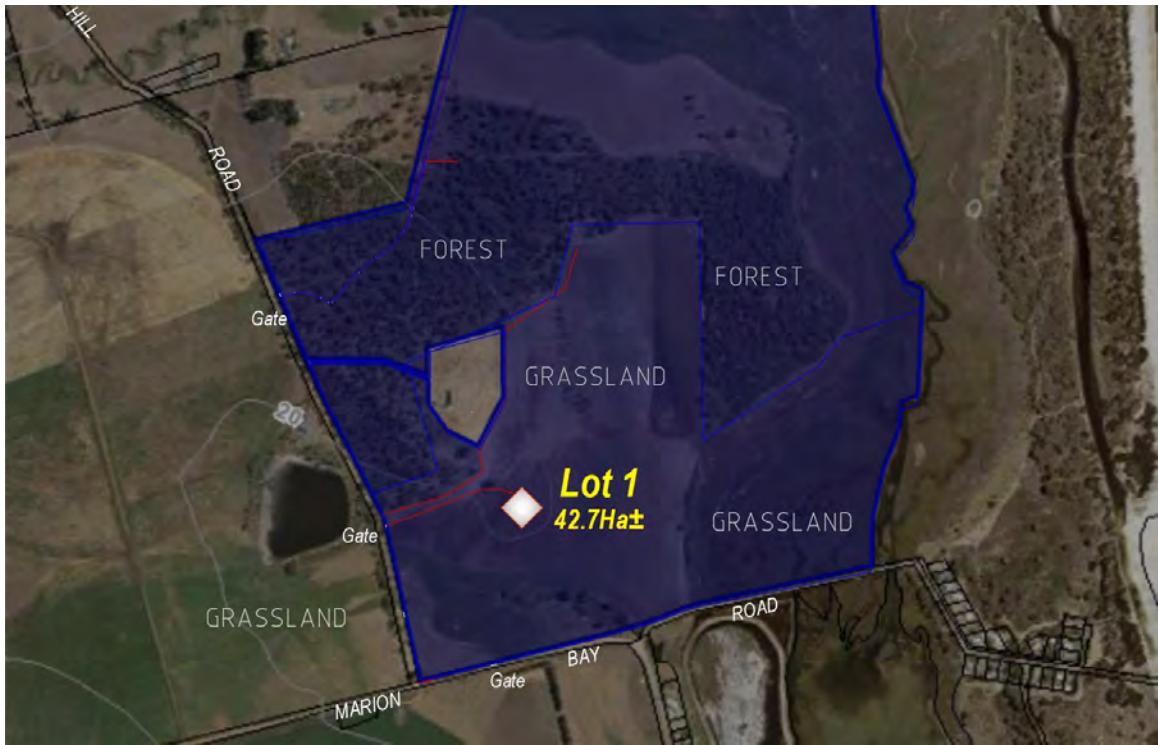 HILL
ROAD
FOREST
FOREST
Gate
GRASSLAND
20
Lot 1
42.7Ha±
GRASSLAND
Gate
GRASSLAND
ROAD
BAY
Gate
MARION